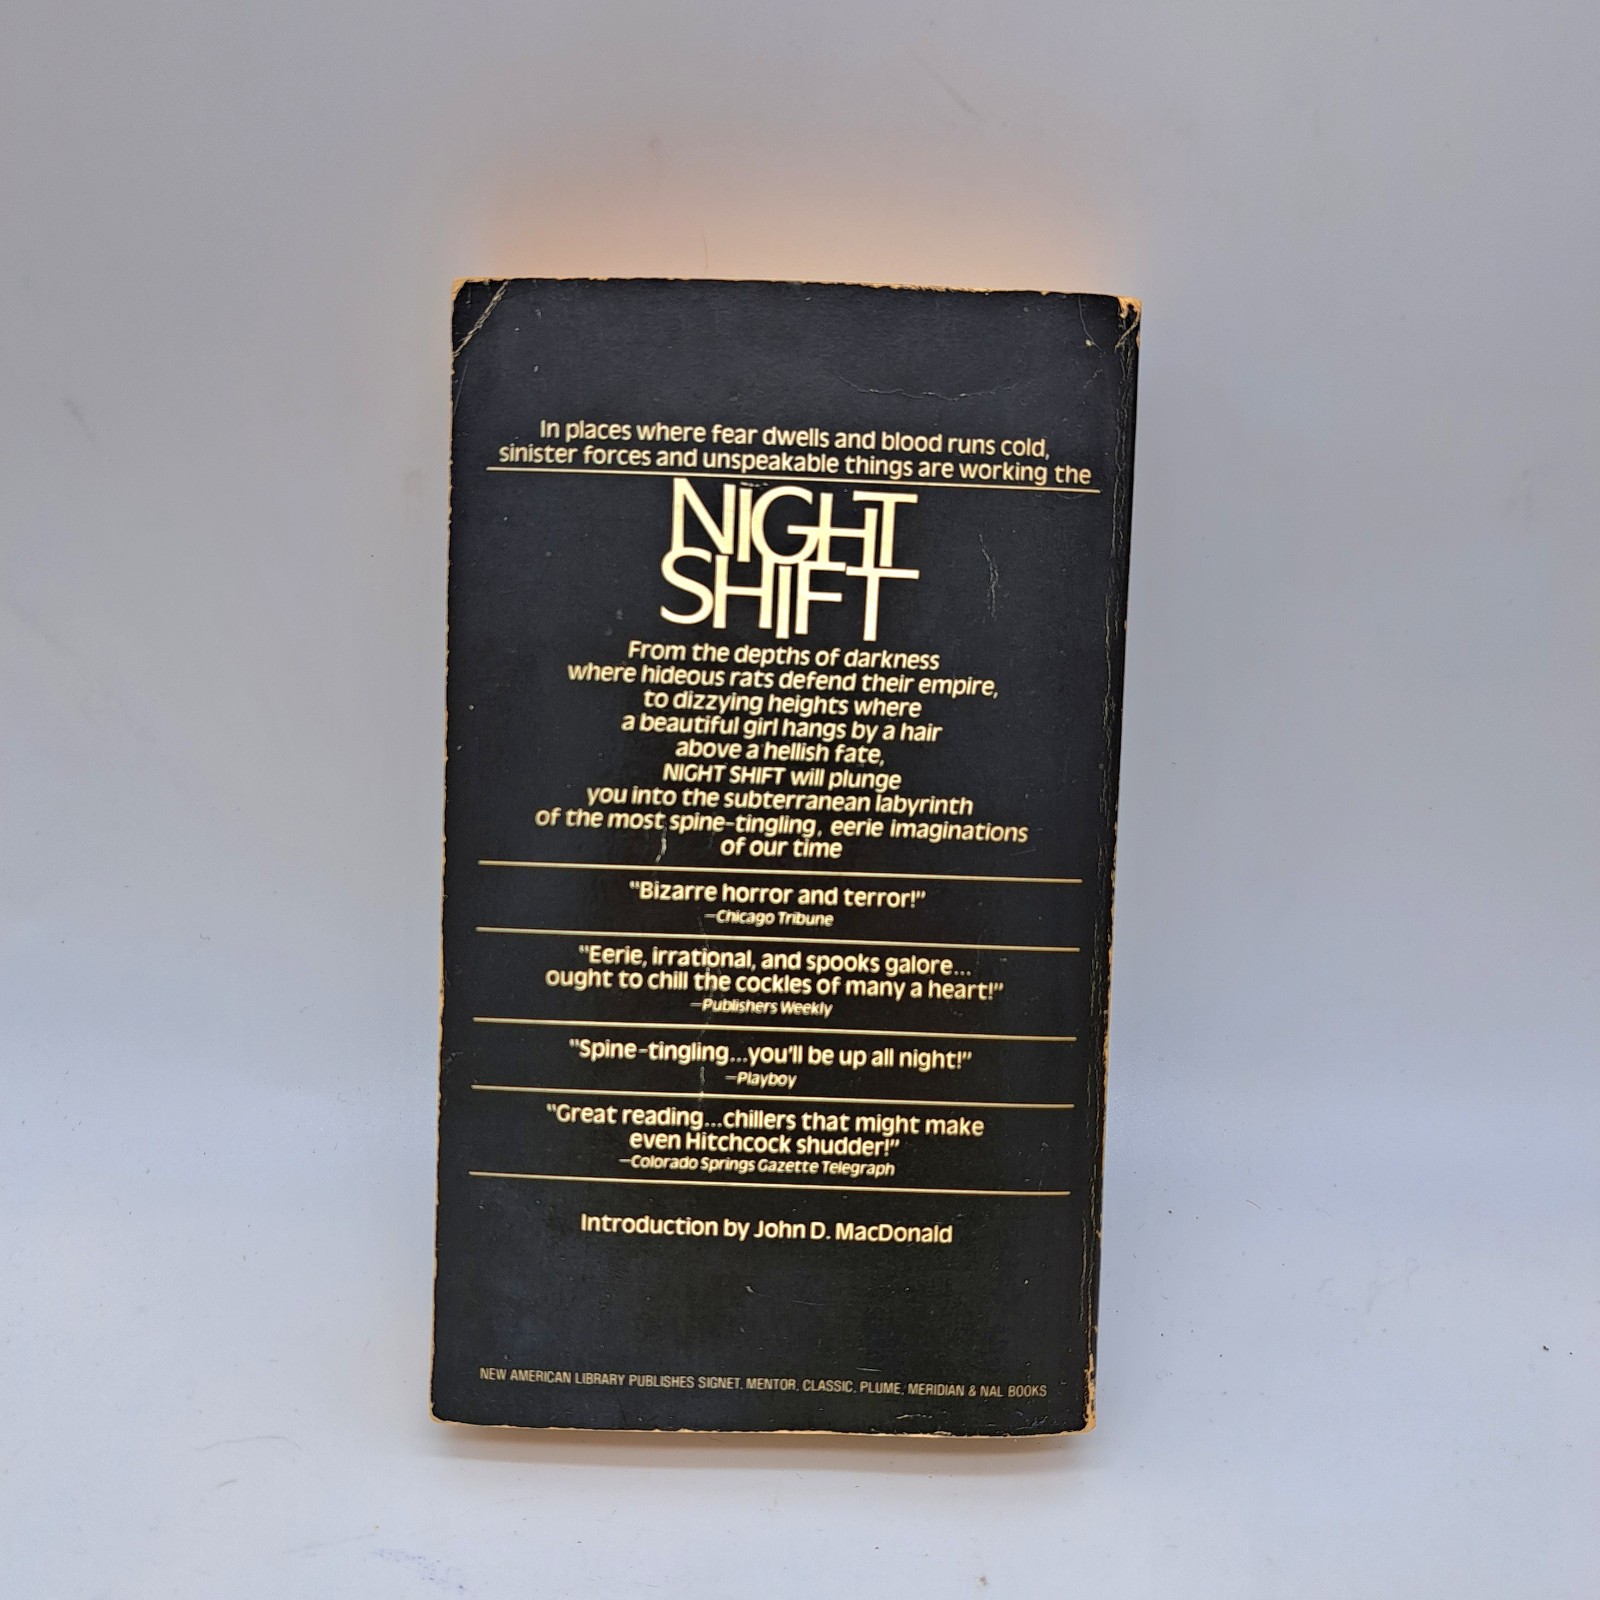 In places where fear dwells and blood runs cold,
sinister forces and unspeakable things are working the
NIGHT
SHIFT
From the depths of darkness
where hideous rats defend their empire,
to dizzying heights where
a beautiful girl hangs by a hair
above a hellish fate,
NIGHT SHIFT will plunge
you into the subterranean labyrinth
of the most spine-tingling, eerie imaginations
of our time
"Bizarre horror and terror!"
—Chicago Tribune
"Eerie, irrational, and spooks galore...
ought to chill the cockles of many a heart!"
—Publishers Weekly
"Spine-tingling...you'll be up all night!"
—Playboy
"Great reading...chillers that might make
even Hitchcock shudder!"
—Colorado Springs Gazette Telegraph
Introduction by John D. MacDonald
NEW AMERICAN LIBRARY PUBLISHES SIGNET, MENTOR, CLASSIC, PLUME, MERIDIAN & NAL BOOKS